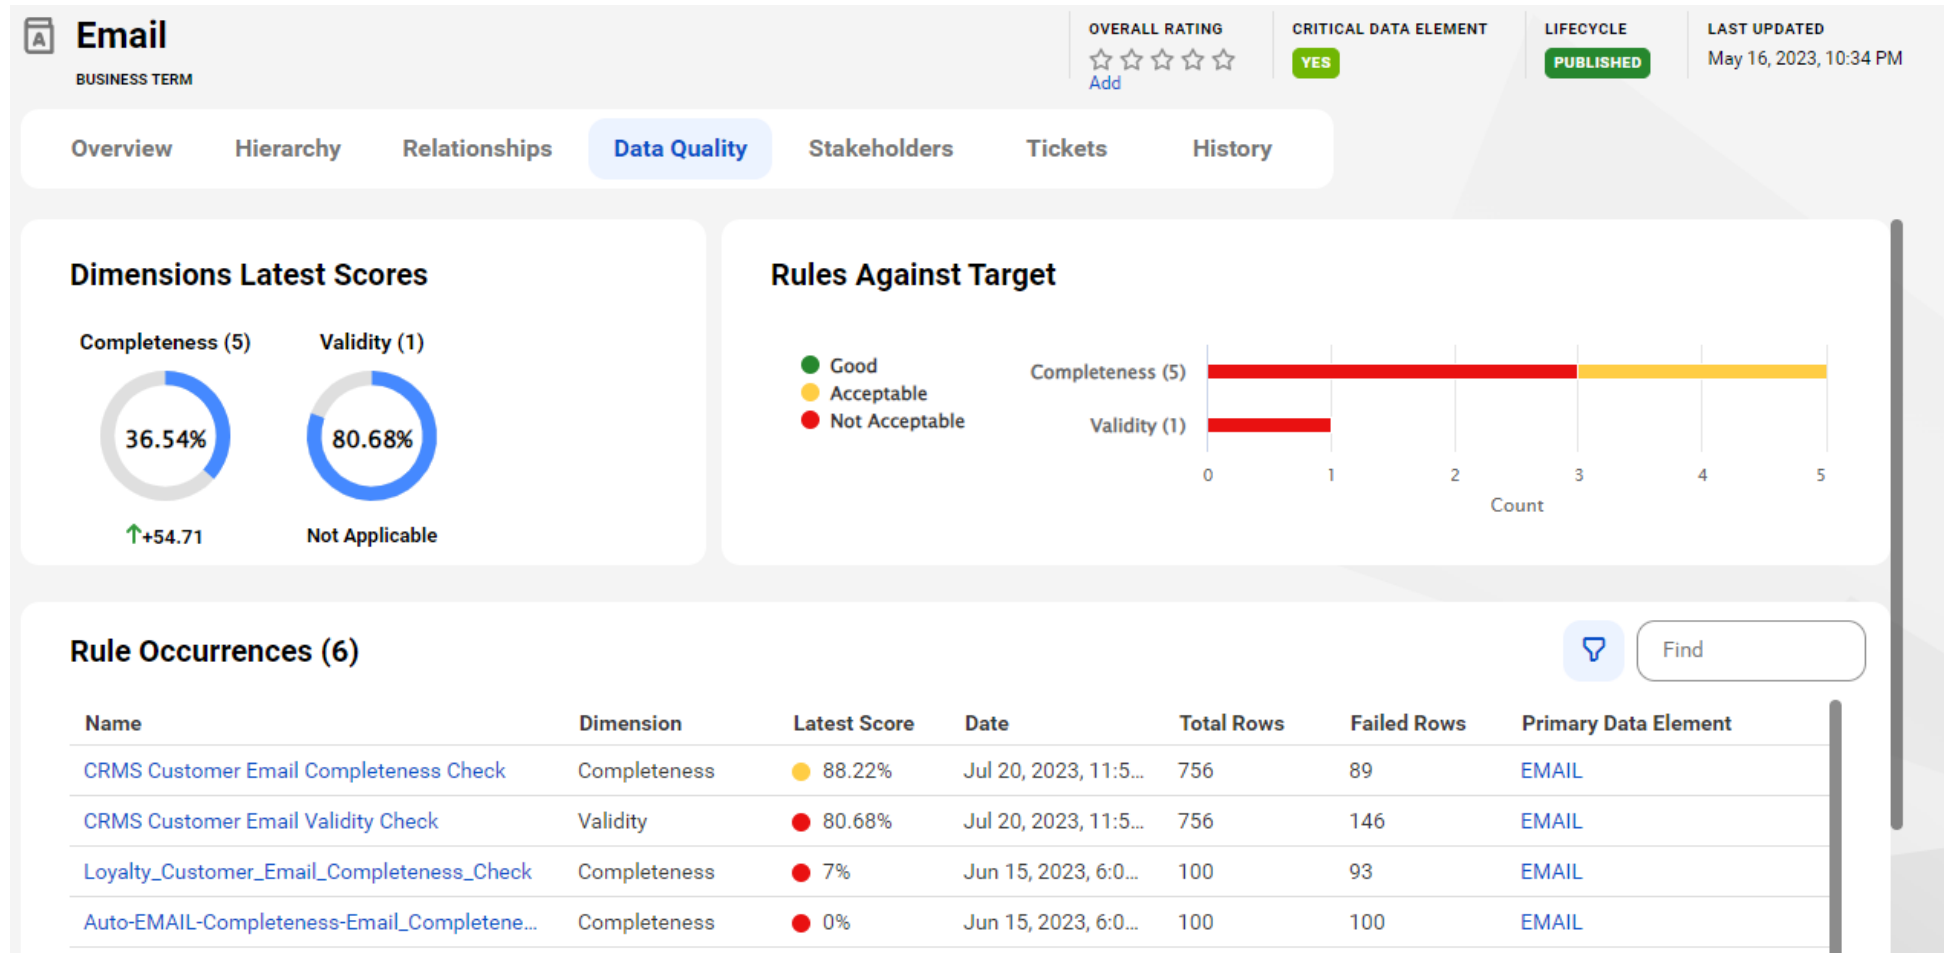 Email
BUSINESS TERM
OVERALL RATING
Add
CRITICAL DATA ELEMENT
YES
LIFECYCLE
PUBLISHED
LAST UPDATED
May 16, 2023, 10:34 PM
Overview Hierarchy Relationships Data Quality Stakeholders Tickets History
Dimensions Latest Scores
Completeness (5) Validity (1)
36.54% 80.68%
+54.71 Not Applicable
Rules Against Target
Good
Acceptable
Not Acceptable
Completeness (5)
Validity (1)
0 1 2 3 4 5
Count
Rule Occurrences (6)
Find
Name Dimension Latest Score Date Total Rows Failed Rows Primary Data Element
CRMS Customer Email Completeness Check Completeness 88.22% Jul 20, 2023, 11:5... 756 89 EMAIL
CRMS Customer Email Validity Check Validity 80.68% Jul 20, 2023, 11:5... 756 146 EMAIL
Loyalty_Customer_Email_Completeness_Check Completeness 7% Jun 15, 2023, 6:0... 100 93 EMAIL
Auto-EMAIL-Completeness-Email_Completene... Completeness 0% Jun 15, 2023, 6:0... 100 100 EMAIL